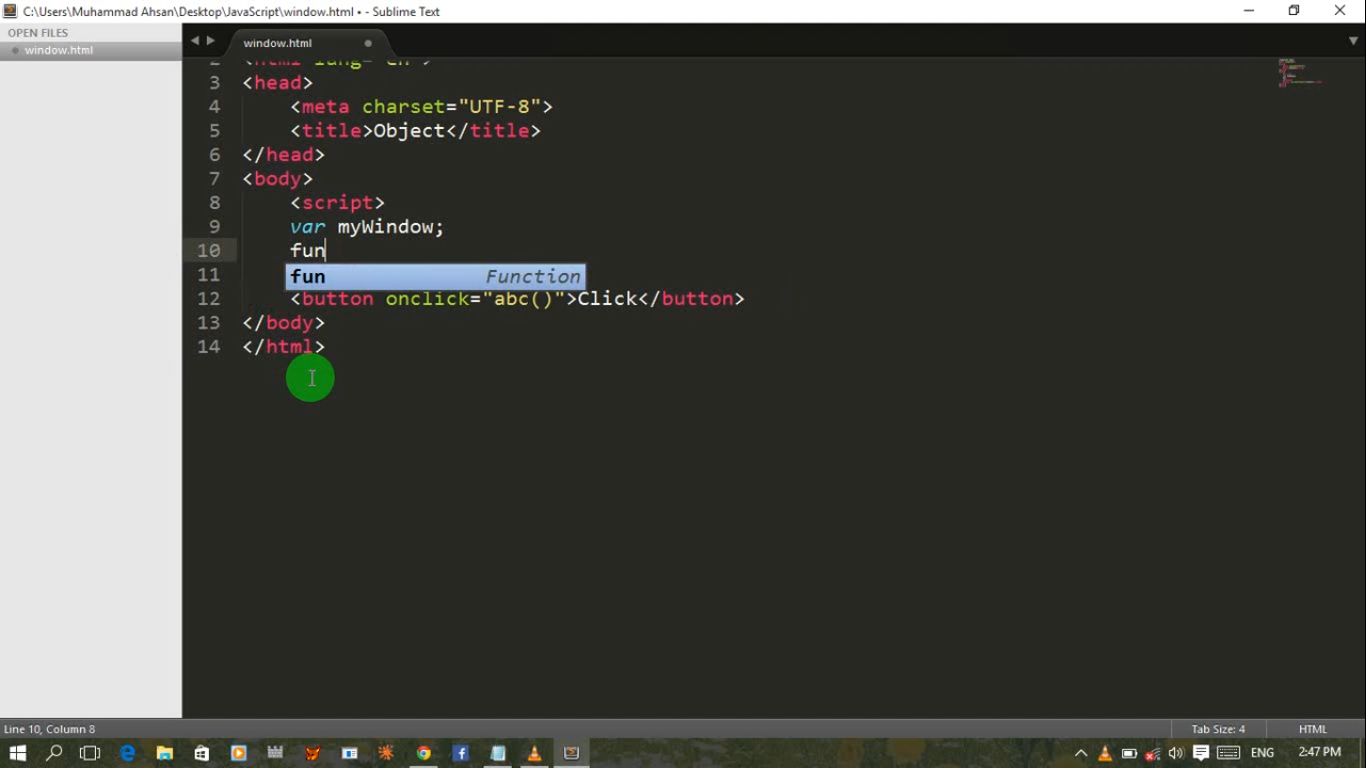 C:\Users\Muhammad Ahsan\Desktop\JavaScript\window.html • - Sublime Text
OPEN FILES
window.html
window.html
2
3 <head>
4 <meta charset="UTF-8">
5 <title>Object</title>
6 </head>
7 <body>
8 <script>
9 var myWindow;
10 fun
fun Function
11
12 <button onclick="abc()">Click</button>
13 </body>
14 </html>
Line 10, Column 8
Tab Size: 4
HTML
ENG
2:47 PM